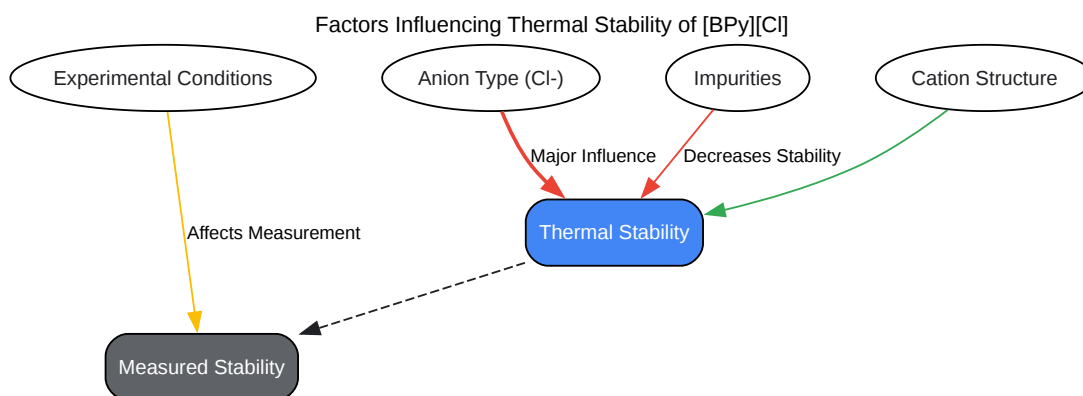 Factors Influencing Thermal Stability of [BPy][Cl]
Experimental Conditions
Anion Type (Cl-)
Impurities
Cation Structure
Major Influence
Decreases Stability
Affects Measurement
Thermal Stability
Measured Stability